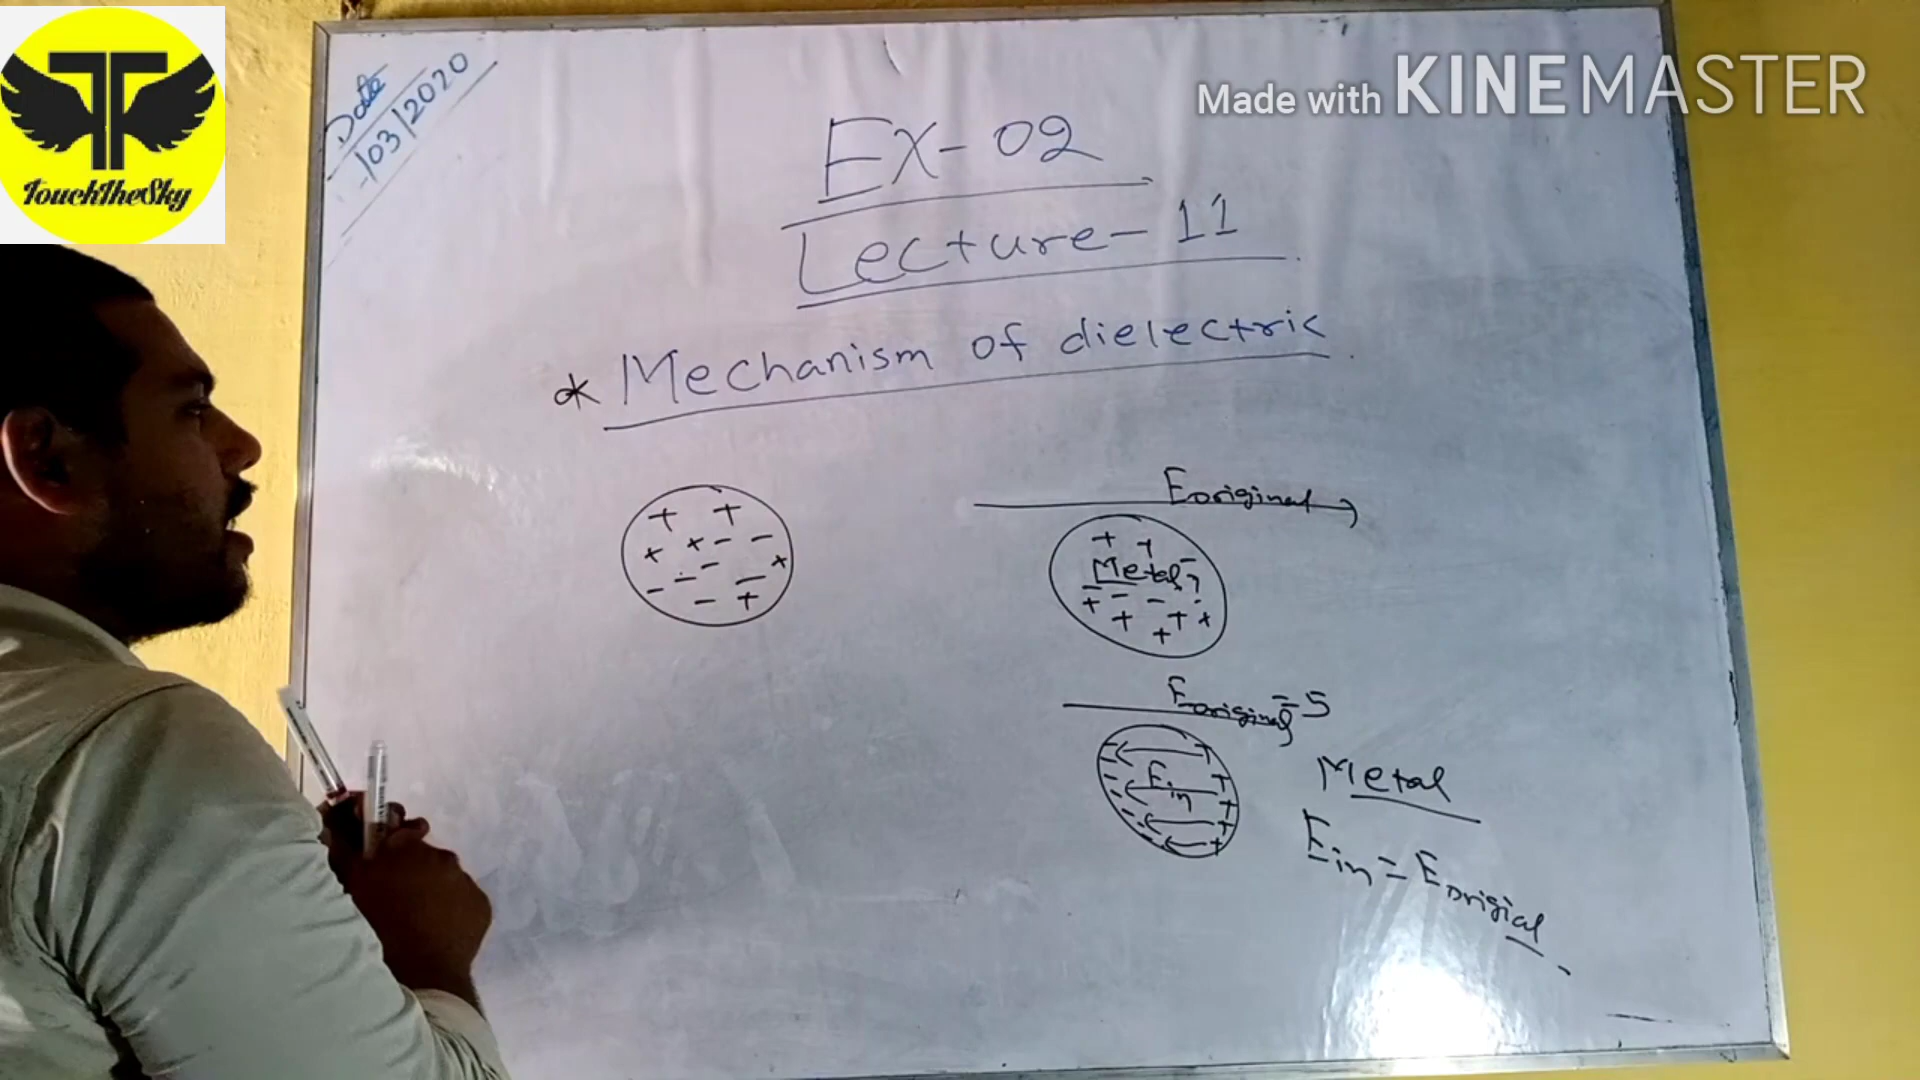 TouchTheSky
Made with KINEMASTER
Date
/03/2020
EX-02
Lecture-11
* Mechanism of dielectric
Eoriginal
+ +
+ + - -
- - +
- - -
- +
+ +
Metal
+ - -
+ + +
+
Eoriginal = 5
Ein
Metal
Ein = Eorigial